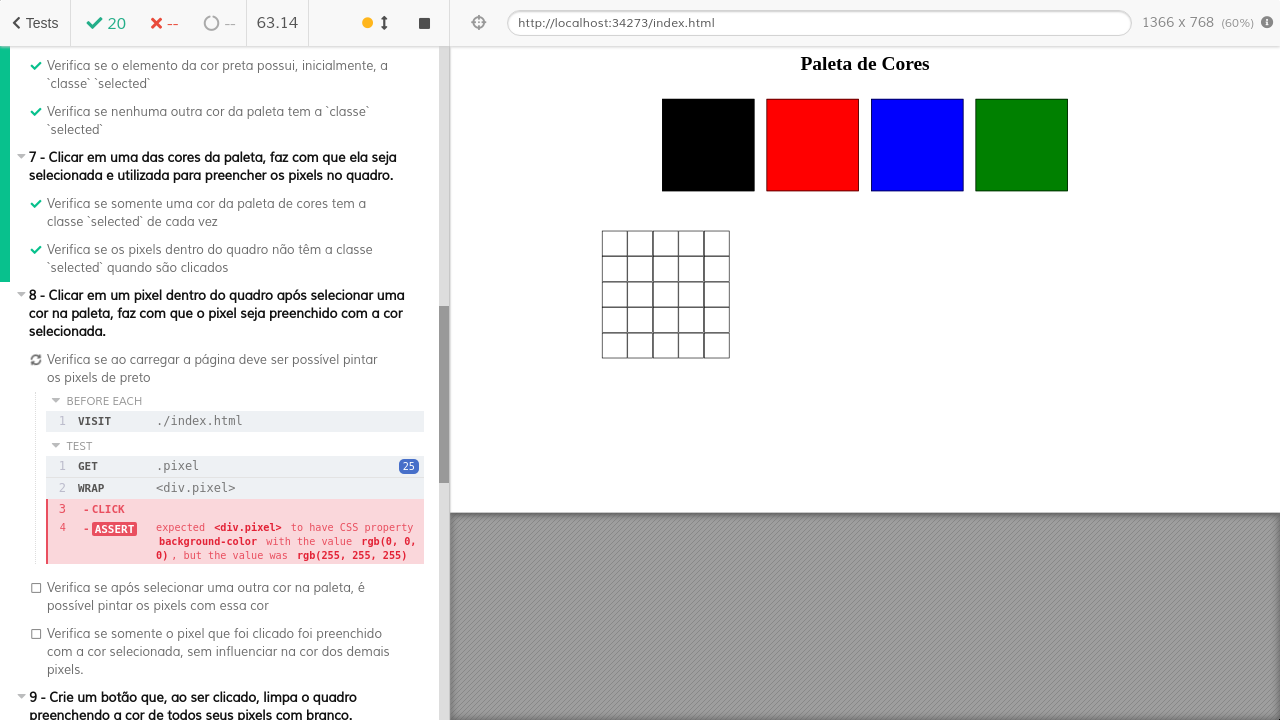 Tests
20
--
--
63.14
http://localhost:34273/index.html
1366 x 768 (60%)
Verifica se o elemento da cor preta possui, inicialmente, a
`classe` `selected`
Verifica se nenhuma outra cor da paleta tem a `classe`
`selected`
7 - Clicar em uma das cores da paleta, faz com que ela seja
selecionada e utilizada para preencher os pixels no quadro.
Verifica se somente uma cor da paleta de cores tem a
classe `selected` de cada vez
Verifica se os pixels dentro do quadro não têm a classe
`selected` quando são clicados
8 - Clicar em um pixel dentro do quadro após selecionar uma
cor na paleta, faz com que o pixel seja preenchido com a cor
selecionada.
Verifica se ao carregar a página deve ser possível pintar
os pixels de preto
BEFORE EACH
1 VISIT ./index.html
TEST
1 GET .pixel 25
2 WRAP <div.pixel>
3 - CLICK
4 - ASSERT expected <div.pixel> to have CSS property
background-color with the value rgb(0, 0,
0), but the value was rgb(255, 255, 255)
Verifica se após selecionar uma outra cor na paleta, é
possível pintar os pixels com essa cor
Verifica se somente o pixel que foi clicado foi preenchido
com a cor selecionada, sem influenciar na cor dos demais
pixels.
9 - Crie um botão que, ao ser clicado, limpa o quadro
preenchendo a cor de todos seus pixels com branco.
Paleta de Cores